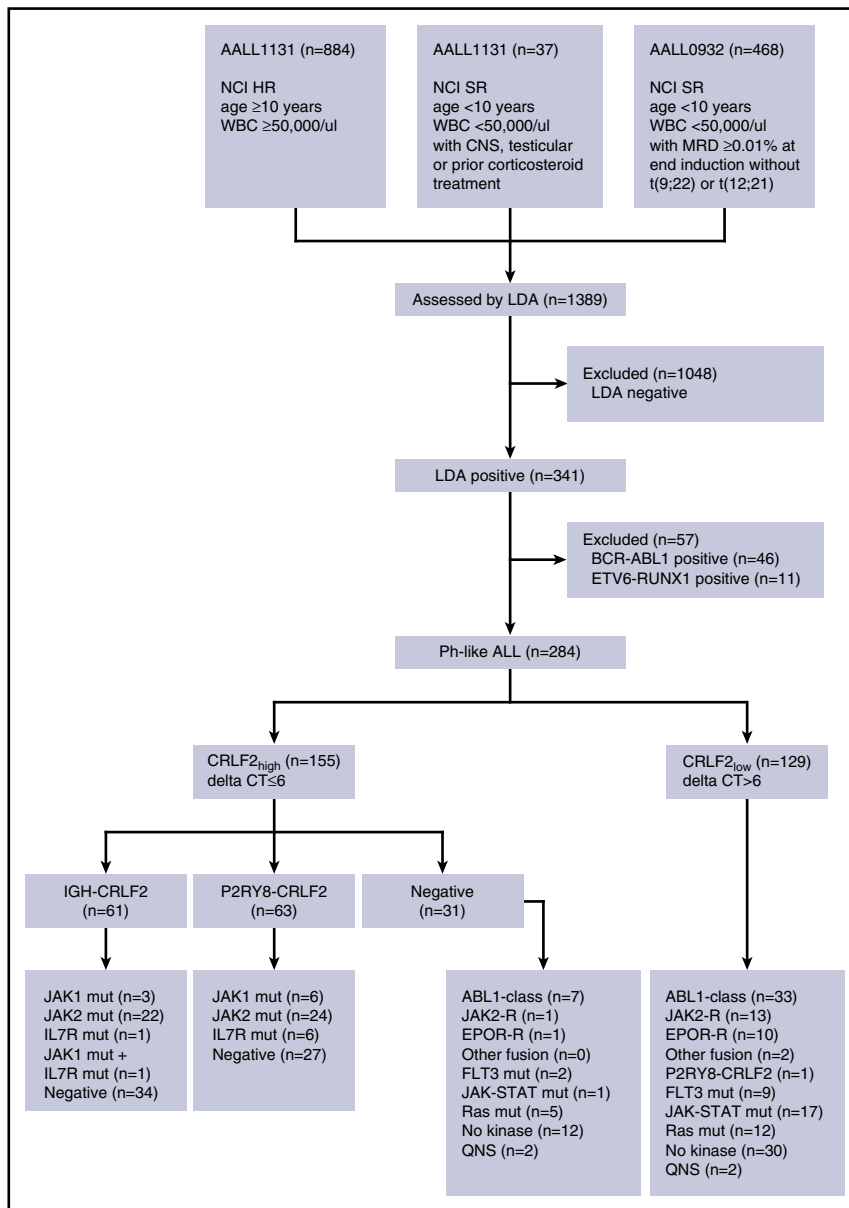 AALL1131 (n=884)
NCI HR
age ≥10 years
WBC ≥50,000/ul
AALL1131 (n=37)
NCI SR
age <10 years
WBC <50,000/ul
with CNS, testicular
or prior corticosteroid
treatment
AALL0932 (n=468)
NCI SR
age <10 years
WBC <50,000/ul
with MRD ≥0.01% at
end induction without
t(9;22) or t(12;21)
Assessed by LDA (n=1389)
Excluded (n=1048)
LDA negative
LDA positive (n=341)
Excluded (n=57)
BCR-ABL1 positive (n=46)
ETV6-RUNX1 positive (n=11)
Ph-like ALL (n=284)
CRLF2high (n=155)
delta CT≤6
CRLF2low (n=129)
delta CT>6
IGH-CRLF2
(n=61)
P2RY8-CRLF2
(n=63)
Negative
(n=31)
JAK1 mut (n=3)
JAK2 mut (n=22)
IL7R mut (n=1)
JAK1 mut +
IL7R mut (n=1)
Negative (n=34)
JAK1 mut (n=6)
JAK2 mut (n=24)
IL7R mut (n=6)
Negative (n=27)
ABL1-class (n=7)
JAK2-R (n=1)
EPOR-R (n=1)
Other fusion (n=0)
FLT3 mut (n=2)
JAK-STAT mut (n=1)
Ras mut (n=5)
No kinase (n=12)
QNS (n=2)
ABL1-class (n=33)
JAK2-R (n=13)
EPOR-R (n=10)
Other fusion (n=2)
P2RY8-CRLF2 (n=1)
FLT3 mut (n=9)
JAK-STAT mut (n=17)
Ras mut (n=12)
No kinase (n=30)
QNS (n=2)